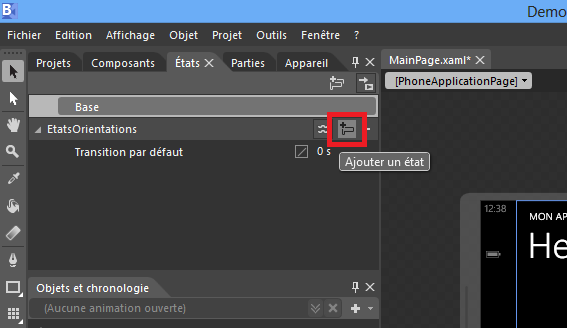 Demo
Fichier Edition Affichage Objet Projet Outils Fenêtre ?
Projets Composants États Parties Appareil
MainPage.xaml*
[PhoneApplicationPage]
Base
EtatsOrientations
Transition par défaut 0 s
Ajouter un état
12:38
MON AP
He
Objets et chronologie
(Aucune animation ouverte)